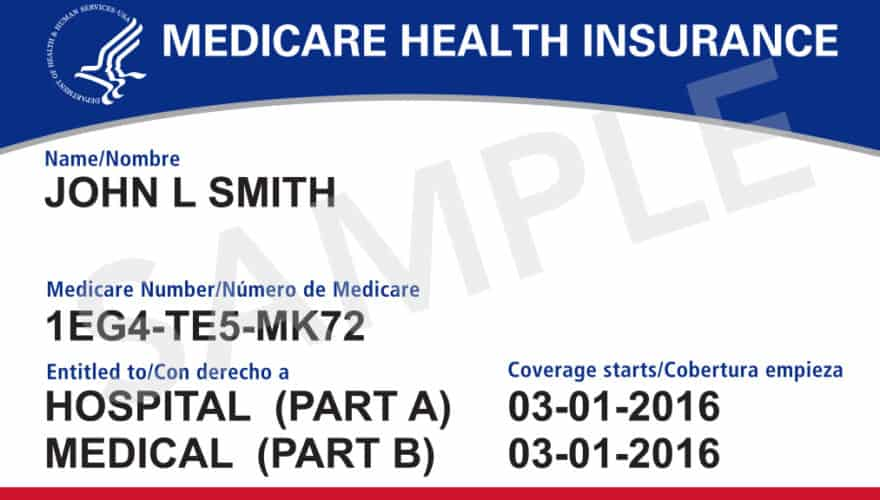 DEPARTMENT OF HEALTH & HUMAN SERVICES·USA
MEDICARE HEALTH INSURANCE
SAMPLE
Name/Nombre
JOHN L SMITH
Medicare Number/Número de Medicare
1EG4-TE5-MK72
Entitled to/Con derecho a
Coverage starts/Cobertura empieza
HOSPITAL (PART A) 03-01-2016
MEDICAL (PART B) 03-01-2016